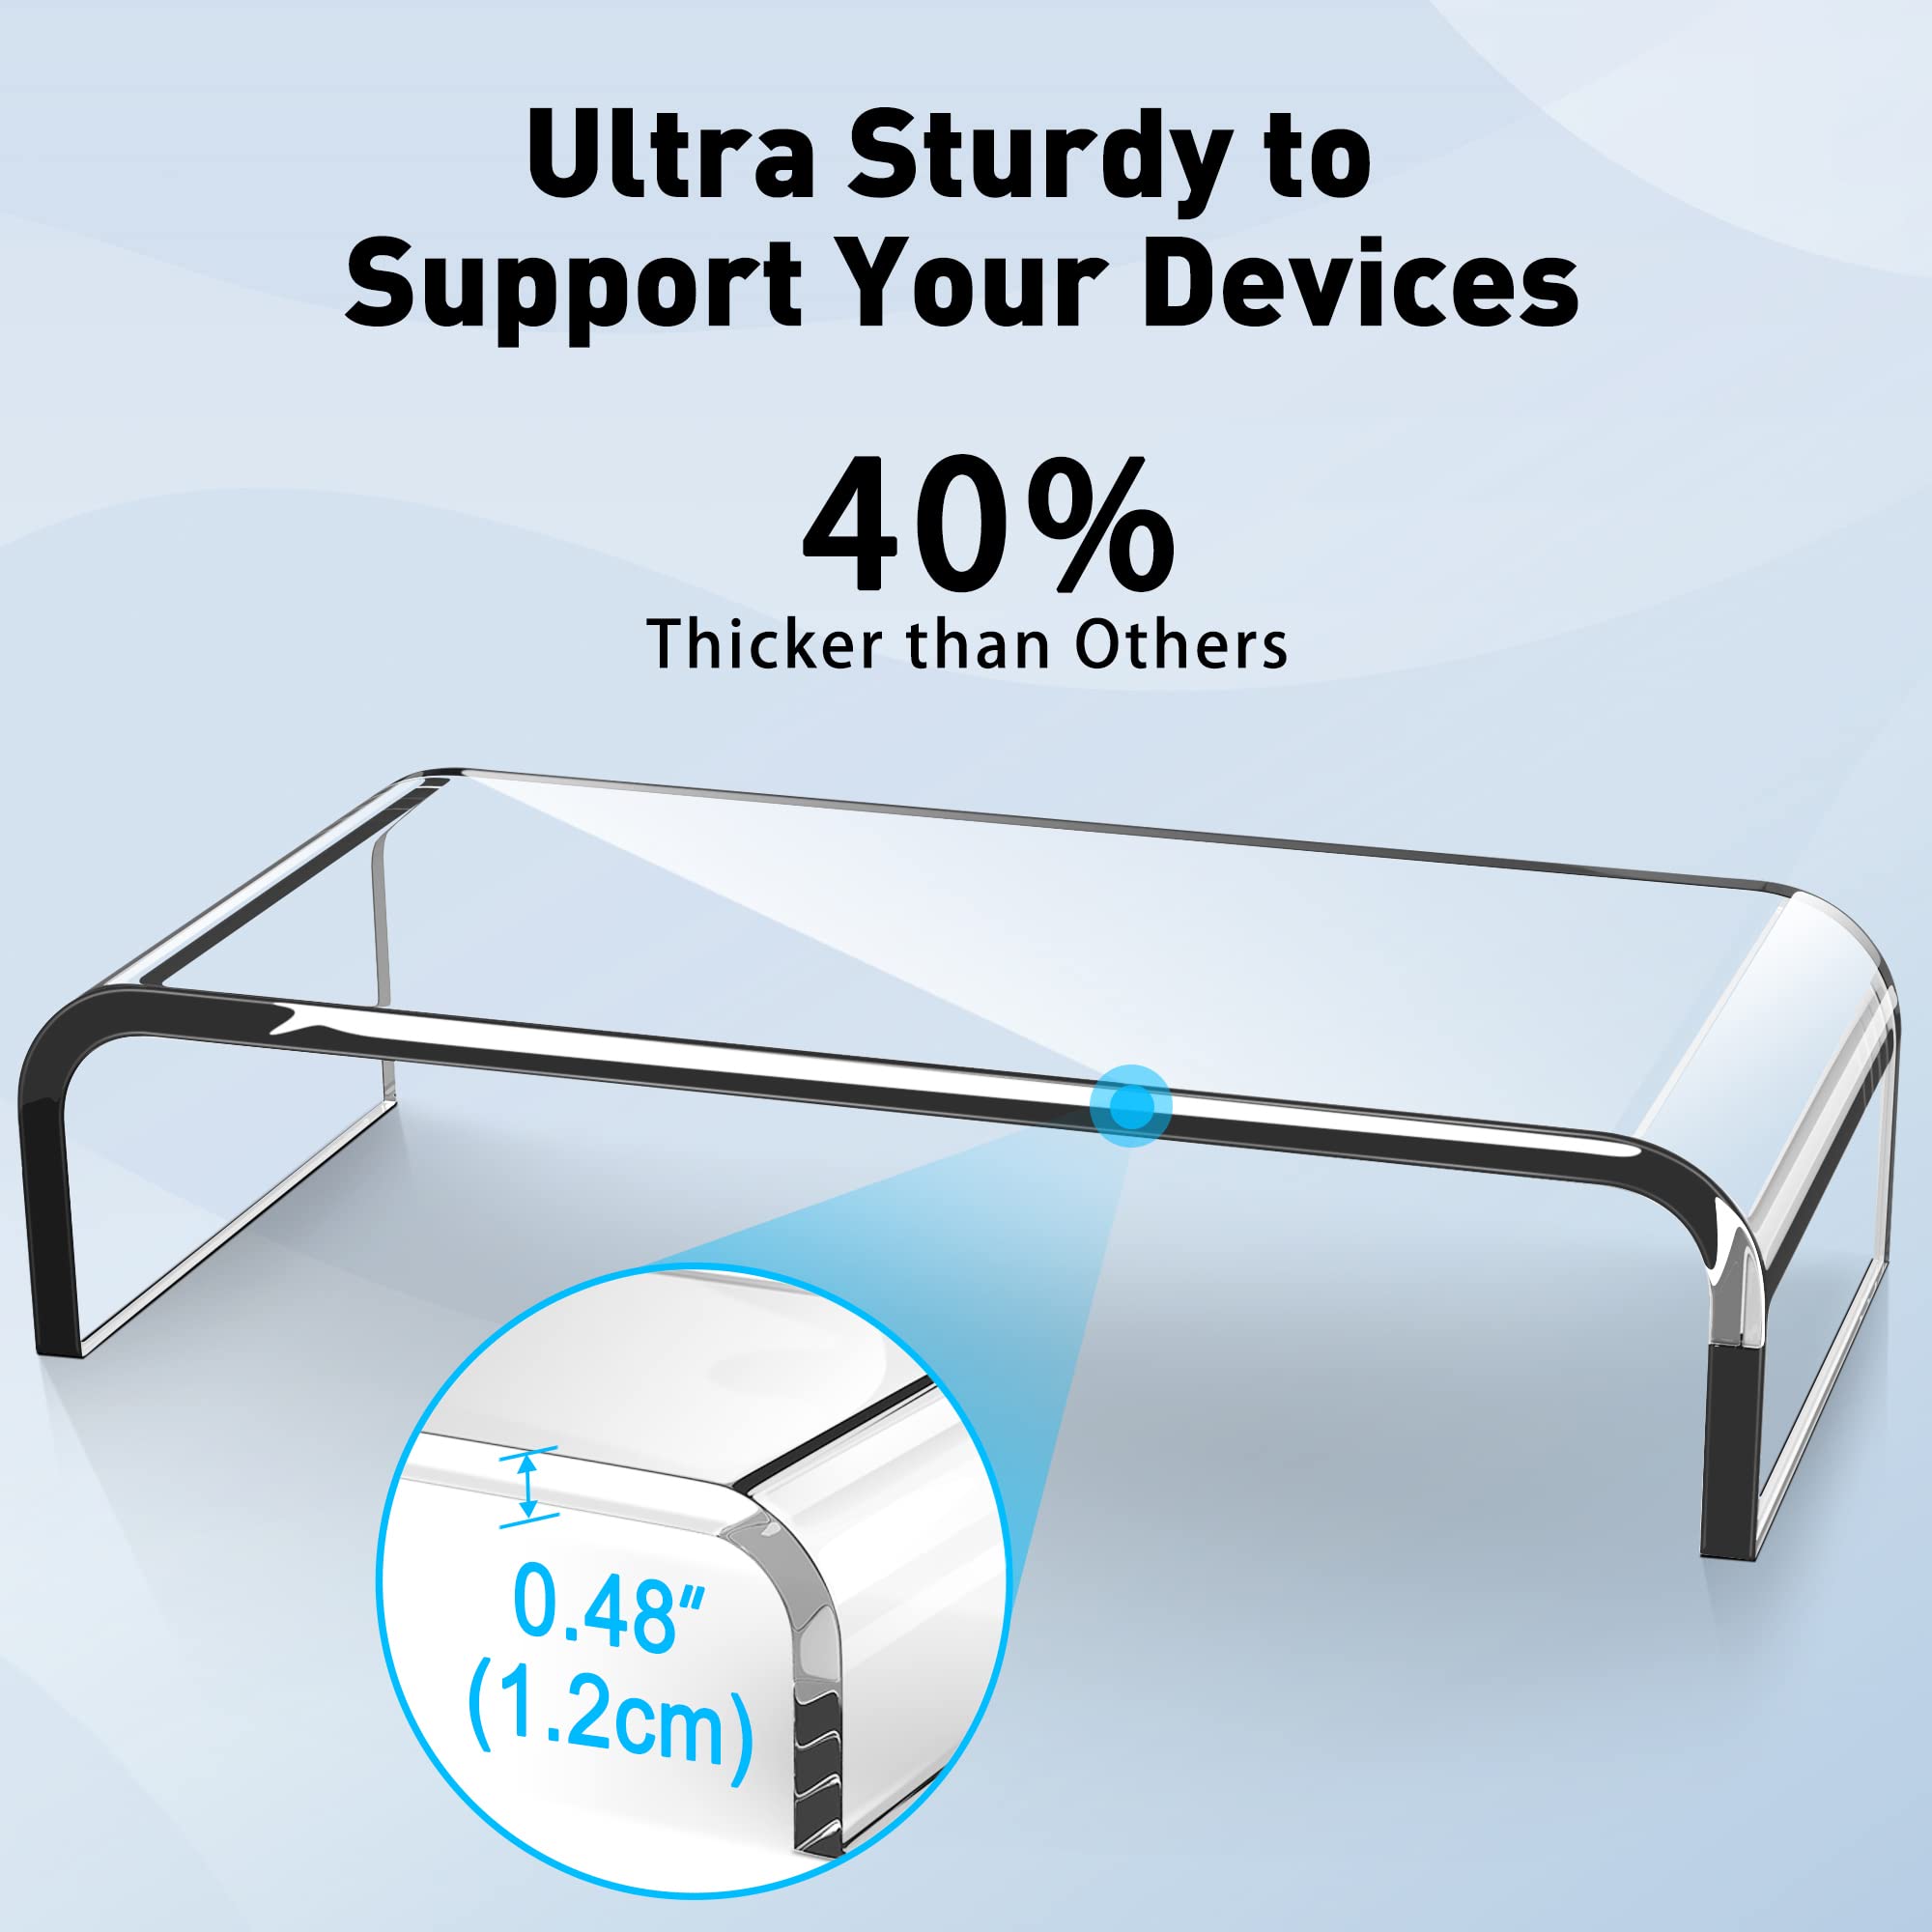 Ultra Sturdy to
Support Your Devices
40%
Thicker than Others
0.48"
(1.2cm)